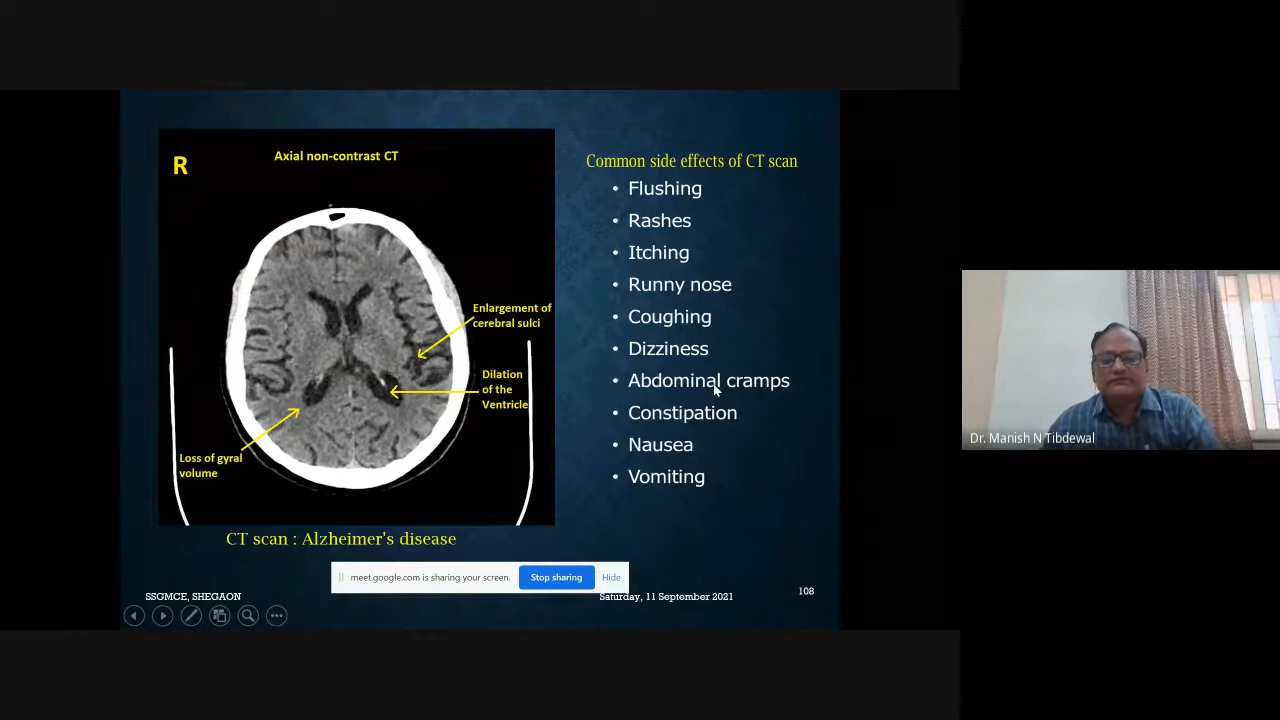 R
Axial non-contrast CT
Enlargement of
cerebral sulci
Dilation
of the
Ventricle
Loss of gyral
volume
CT scan : Alzheimer's disease
Common side effects of CT scan
• Flushing
• Rashes
• Itching
• Runny nose
• Coughing
• Dizziness
• Abdominal cramps
• Constipation
• Nausea
• Vomiting
meet.google.com is sharing your screen. Stop sharing Hide
SSGMCE, SHEGAON
Saturday, 11 September 2021
108
Dr. Manish N Tibdewal